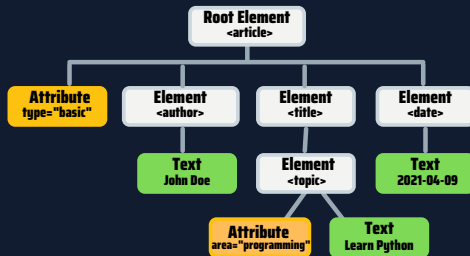 Root Element
<article>
Attribute
type="basic"
Element
<author>
Element
<title>
Element
<date>
Text
John Doe
Element
<topic>
Text
2021-04-09
Attribute
area="programming"
Text
Learn Python